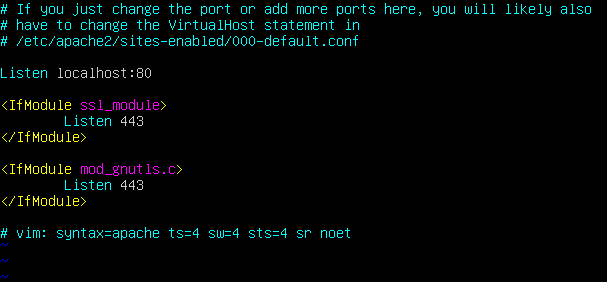 # If you just change the port or add more ports here, you will likely also
# have to change the VirtualHost statement in
# /etc/apache2/sites-enabled/000-default.conf
Listen localhost:80
<IfModule ssl_module>
Listen 443
</IfModule>
<IfModule mod_gnutls.c>
Listen 443
</IfModule>
# vim: syntax=apache ts=4 sw=4 sts=4 sr noet
~
~
~